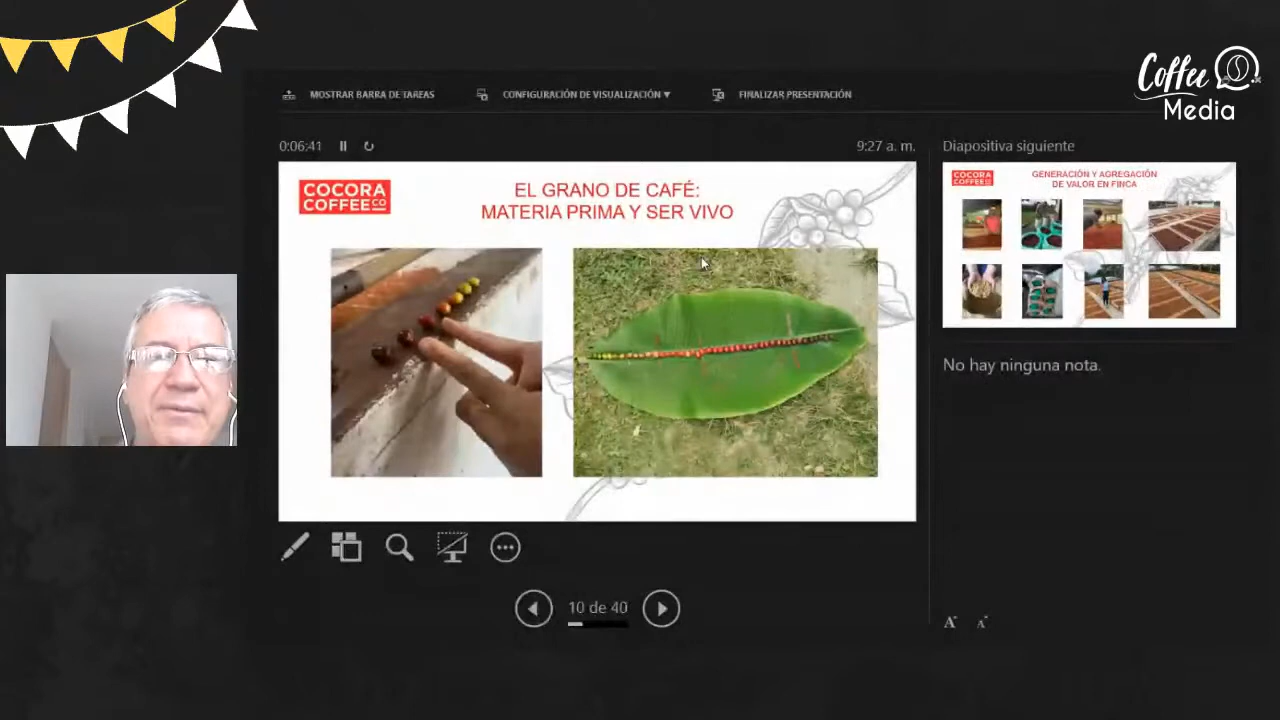 Coffee
Media
MOSTRAR BARRA DE TAREAS
CONFIGURACIÓN DE VISUALIZACIÓN ▼
FINALIZAR PRESENTACIÓN
0:06:41
9:27 a. m.
Diapositiva siguiente
COCORA
COFFEE CO
EL GRANO DE CAFÉ:
MATERIA PRIMA Y SER VIVO
COCORA
COFFEE CO
GENERACIÓN Y AGREGACIÓN
DE VALOR EN FINCA
No hay ninguna nota.
10 de 40
A A